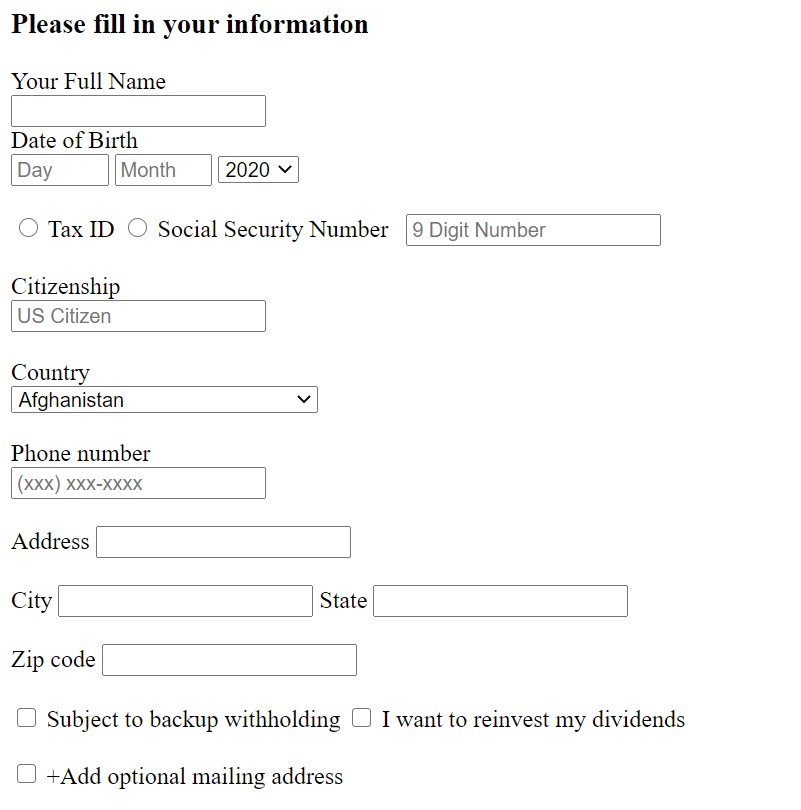 Please fill in your information
Your Full Name
Date of Birth
Day Month 2020
Tax ID Social Security Number 9 Digit Number
Citizenship
US Citizen
Country
Afghanistan
Phone number
(xxx) xxx-xxxx
Address
City State
Zip code
Subject to backup withholding I want to reinvest my dividends
+Add optional mailing address